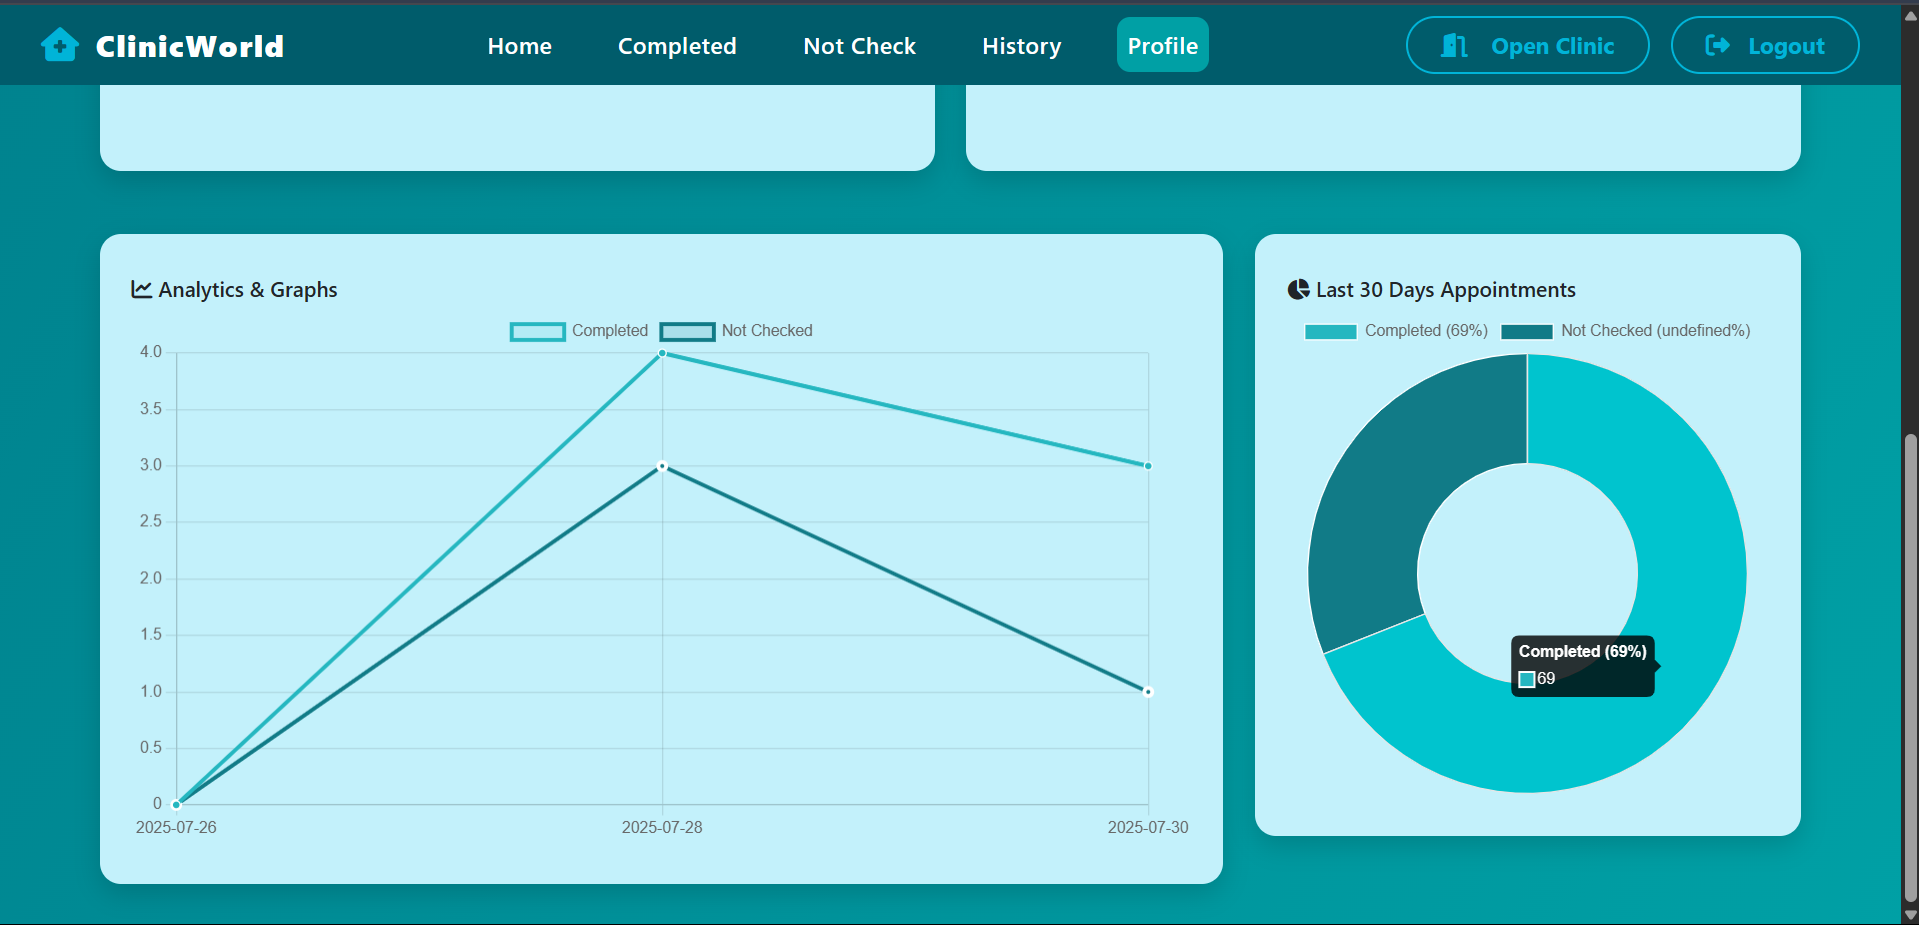 ClinicWorld
Home
Completed
Not Check
History
Profile
Open Clinic
Logout
Analytics & Graphs
Completed
Not Checked
4.0
3.5
3.0
2.5
2.0
1.5
1.0
0.5
0
2025-07-26
2025-07-28
2025-07-30
Last 30 Days Appointments
Completed (69%)
Not Checked (undefined%)
Completed (69%)
69